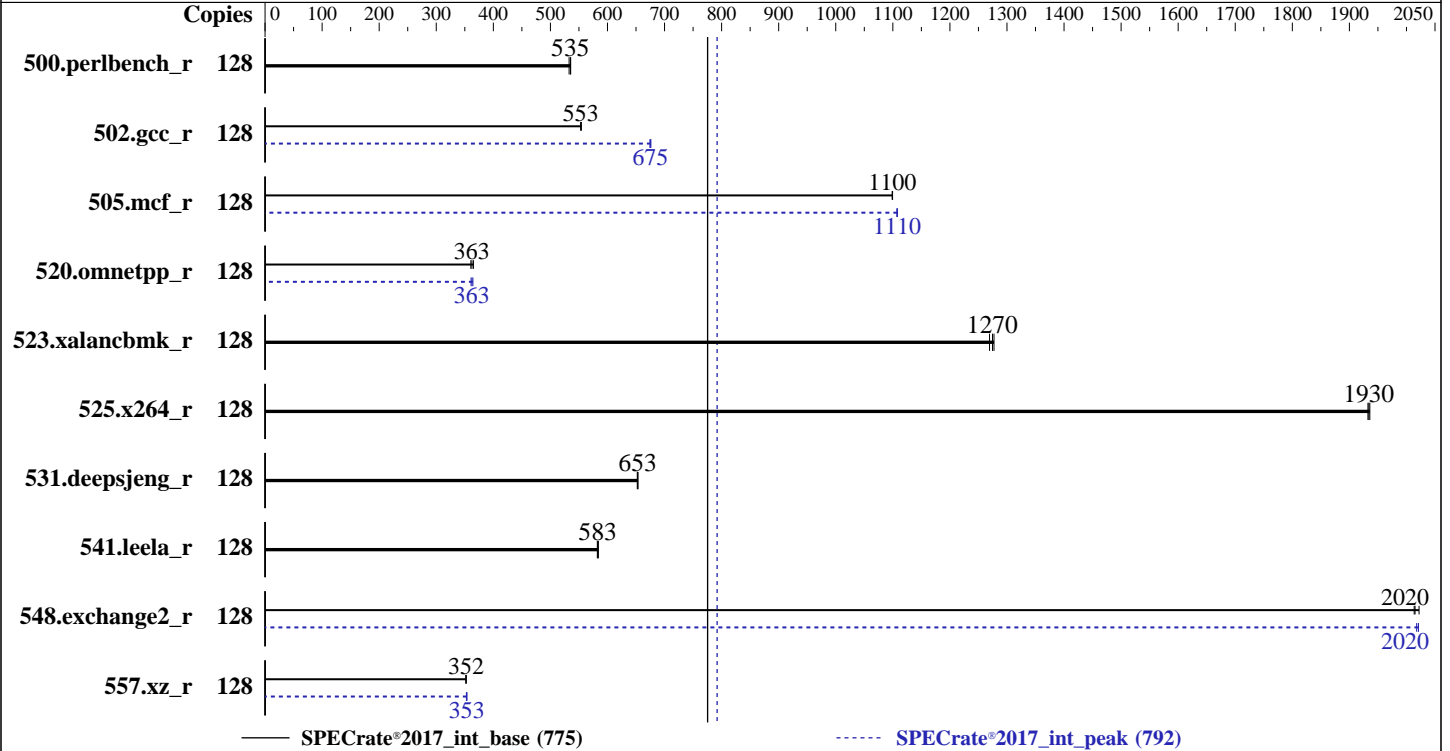 Copies 0 100 200 300 400 500 600 700 800 900 1000 1100 1200 1300 1400 1500 1600 1700 1800 1900 2050
535
500.perlbench_r 128
553
502.gcc_r 128
675
1100
505.mcf_r 128
1110
363
520.omnetpp_r 128
363
1270
523.xalancbmk_r 128
1930
525.x264_r 128
653
531.deepsjeng_r 128
583
541.leela_r 128
2020
548.exchange2_r 128
2020
352
557.xz_r 128
353
SPECrate®2017_int_base (775) SPECrate®2017_int_peak (792)